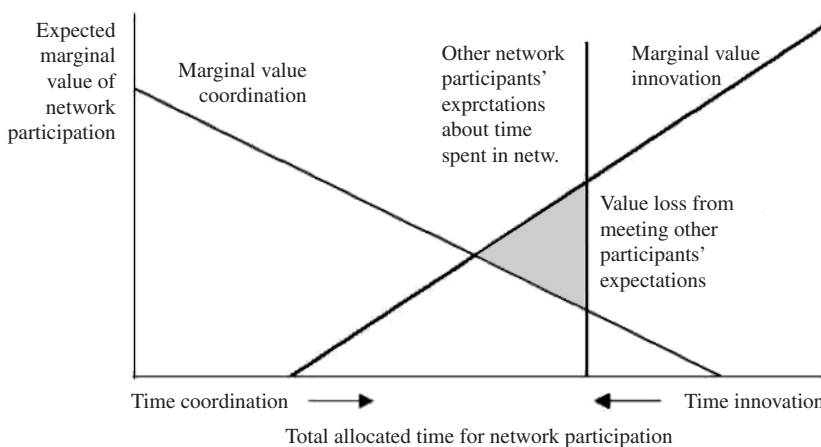 Expected
marginal
value of
network
participation
Marginal value
coordination
Other network
participants’
exprctations
about time
spent in netw.
Marginal value
innovation
Value loss from
meeting other
participants’
expectations
Time coordination
Time innovation
Total allocated time for network participation